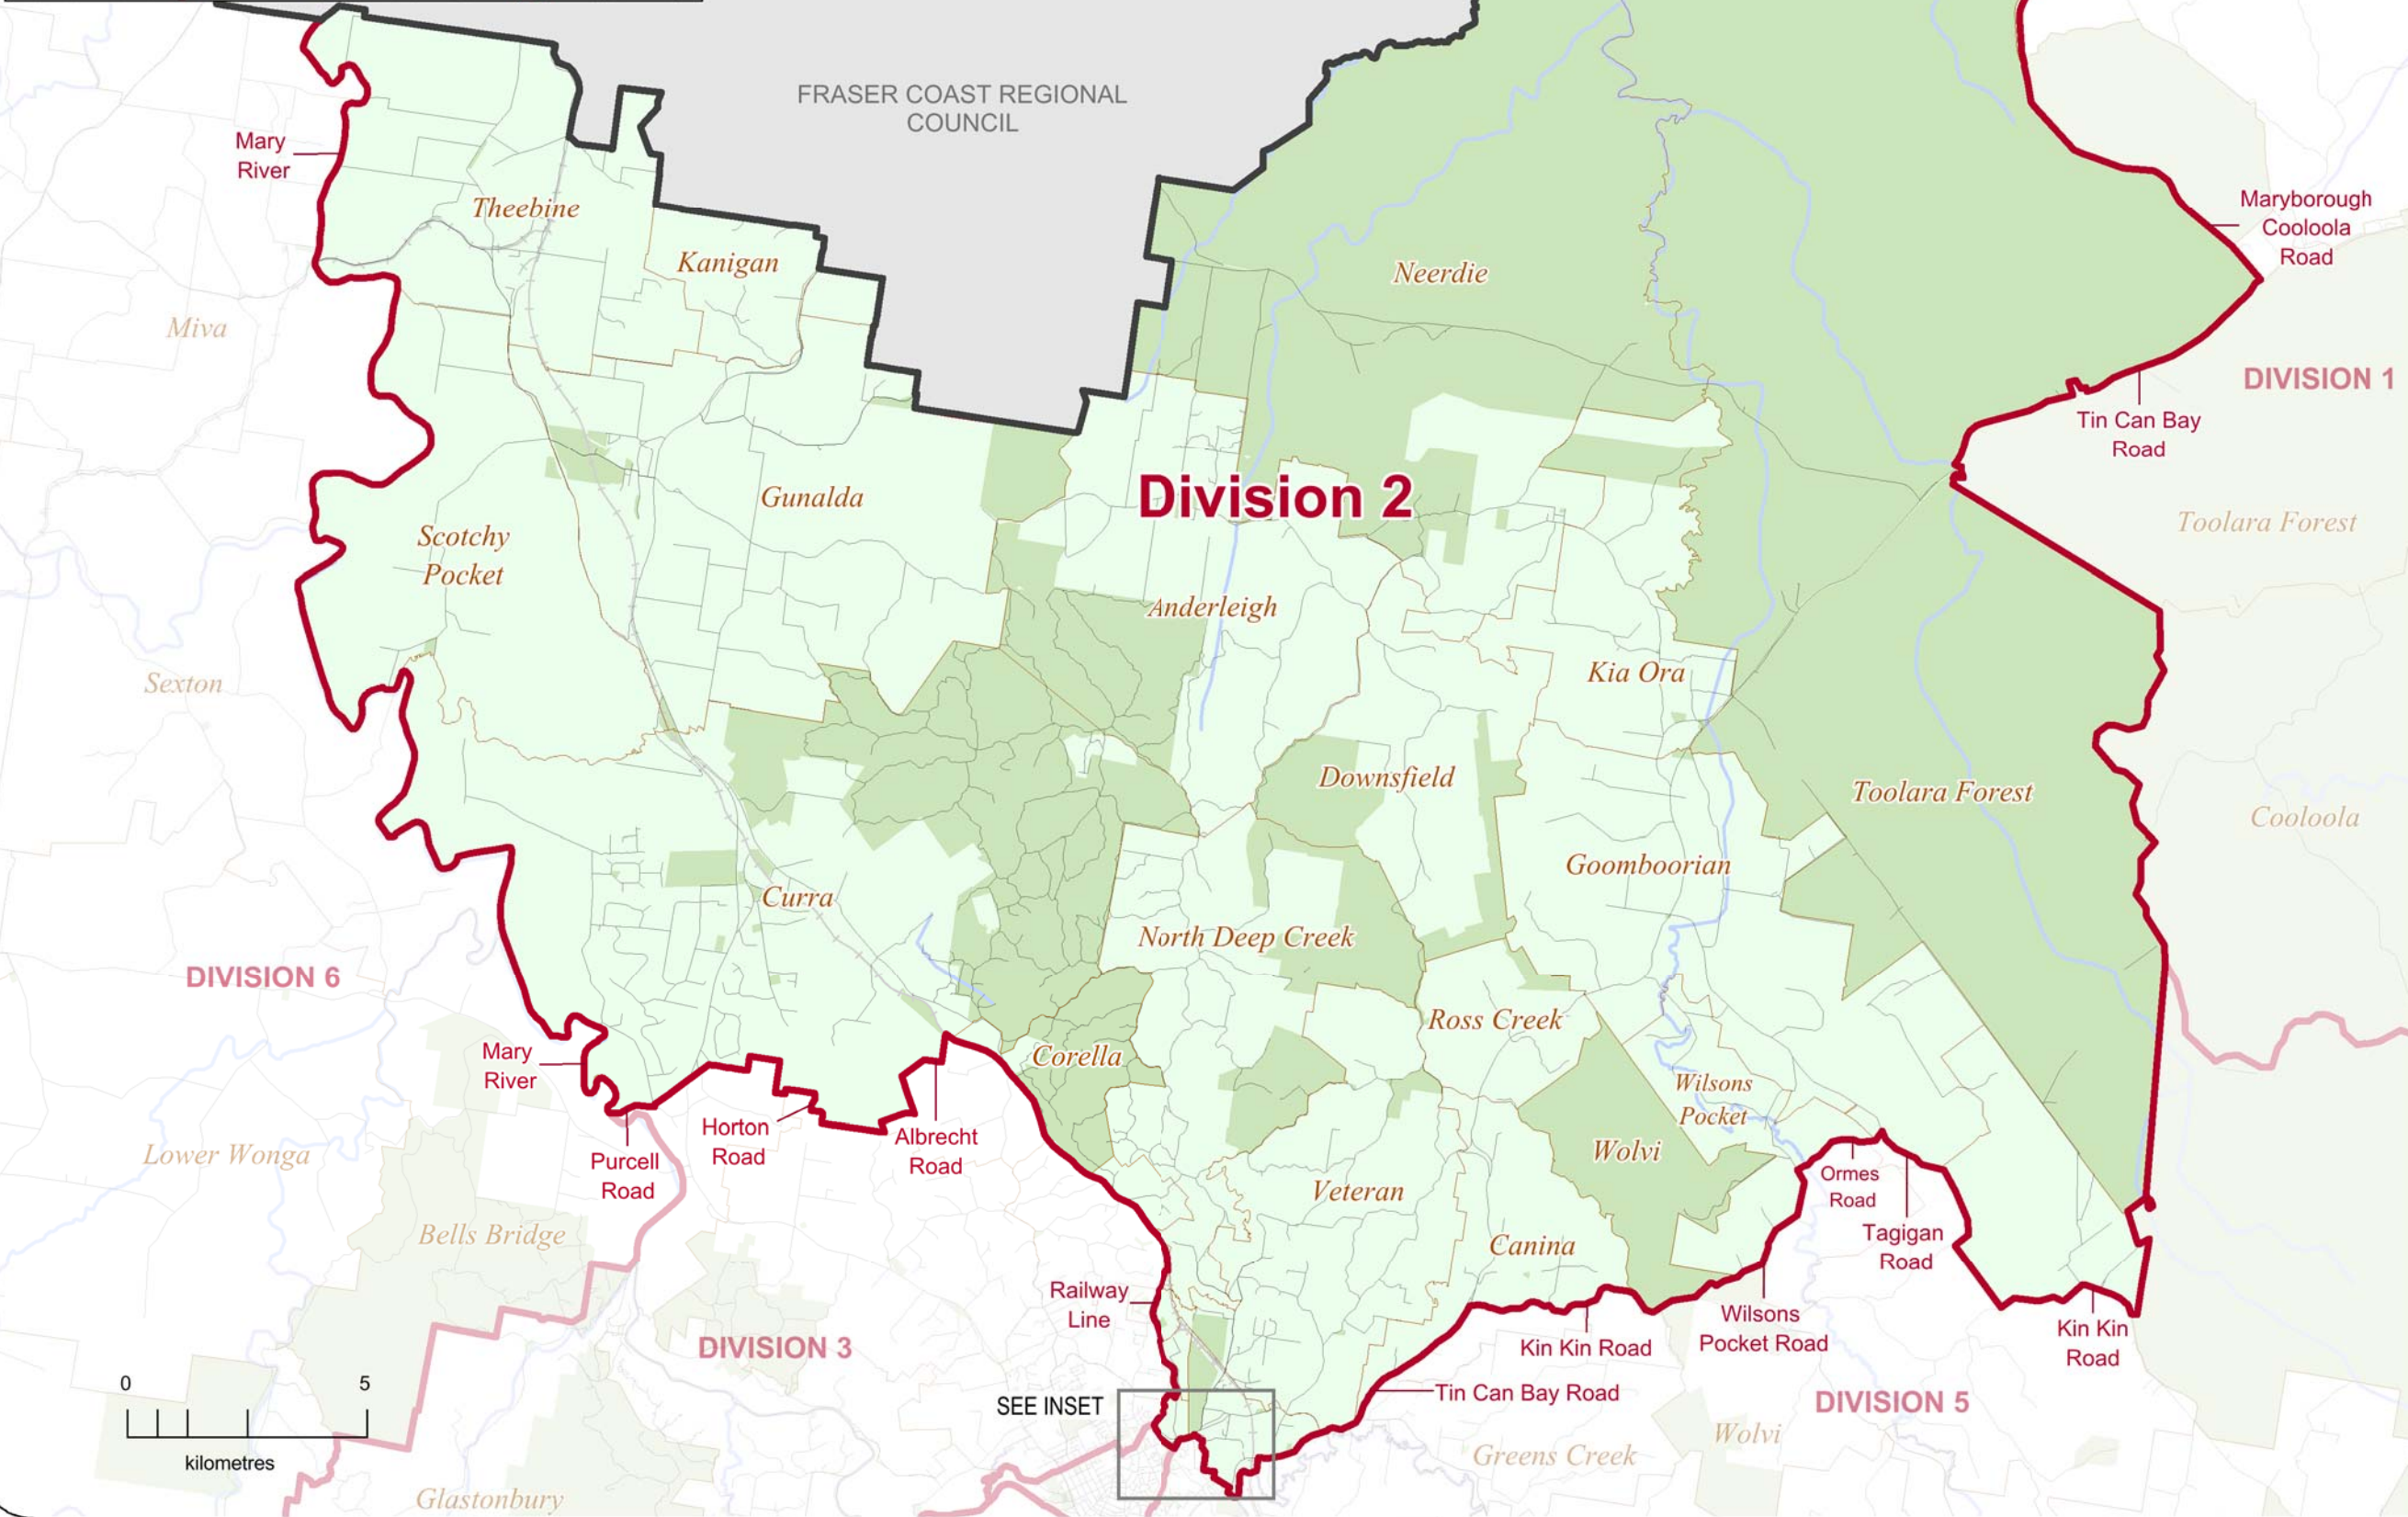 FRASER COAST REGIONAL
COUNCIL
Mary
River
Theebine
Kanigan
Neerdie
Maryborough
Cooloola
Road
Miva
DIVISION 1
Tin Can Bay
Road
Division 2
Gunalda
Scotchy
Pocket
Toolara Forest
Anderleigh
Sexton
Kia Ora
Downsfield
Toolara Forest
Cooloola
Goomboorian
Curra
North Deep Creek
DIVISION 6
Ross Creek
Mary
River
Corella
Wilsons
Pocket
Horton
Road
Albrecht
Road
Lower Wonga
Purcell
Road
Wolvi
Ormes
Road
Veteran
Tagigan
Road
Bells Bridge
Canina
Railway
Line
Wilsons
Pocket Road
Kin Kin Road
Kin Kin
Road
DIVISION 3
0 5
kilometres
SEE INSET
Tin Can Bay Road
DIVISION 5
Wolvi
Greens Creek
Glastonbury